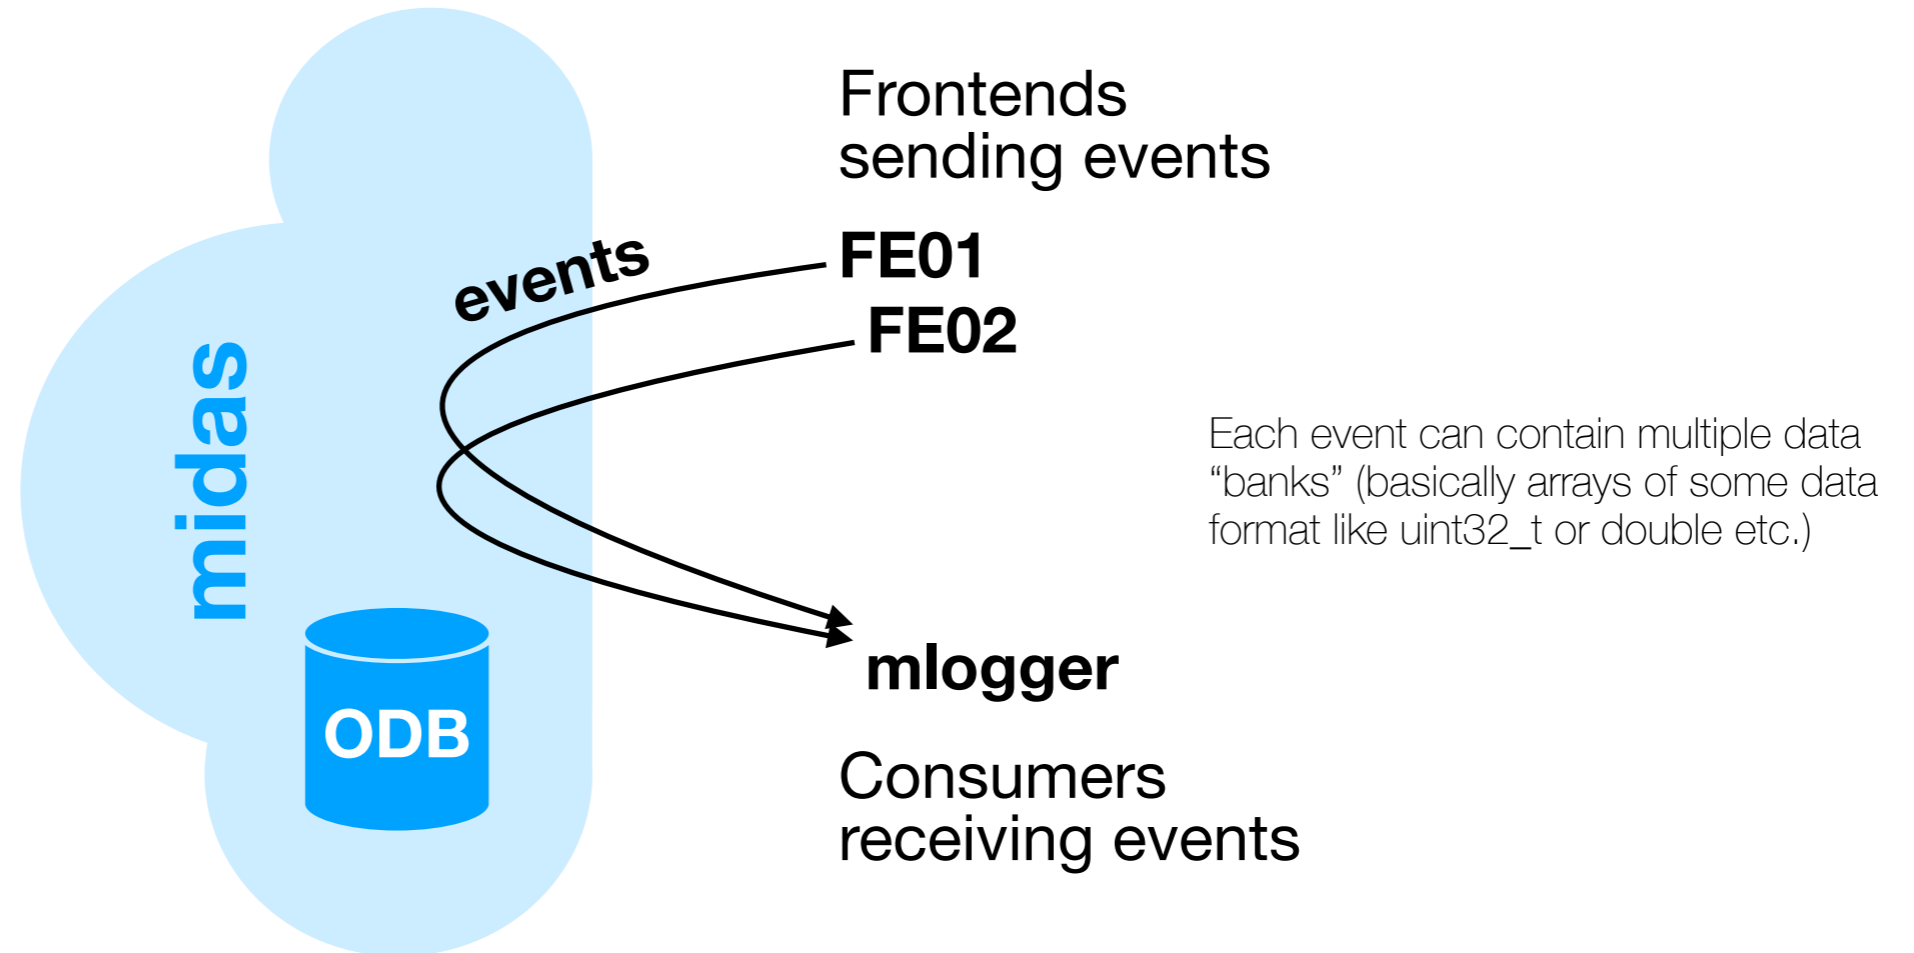 Frontends
sending events
events
FE01
FE02
midas
Each event can contain multiple data
“banks” (basically arrays of some data
format like uint32_t or double etc.)
mlogger
ODB
Consumers
receiving events